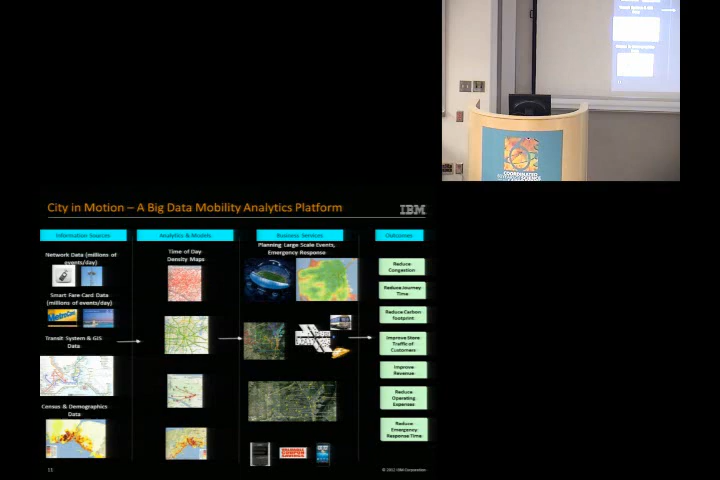 COORDINATED
City in Motion – A Big Data Mobility Analytics Platform
IBM
Information Sources
Analytics & Models
Business Services
Outcomes
Network Data (millions of
events/day)
Smart Fare Card Data
(millions of events/day)
MetroCard
Transit System & GIS
Data
Census & Demographics
Data
Time of Day
Density Maps
Planning Large Scale Events,
Emergency Response
Reduce
Congestion
Reduce Journey
Time
Reduce Carbon
footprint
Improve Store
Traffic of
Customers
Improve
Revenue
Reduce
Operating
Expenses
Reduce
Emergency
Response Time
11
© 2012 IBM Corporation